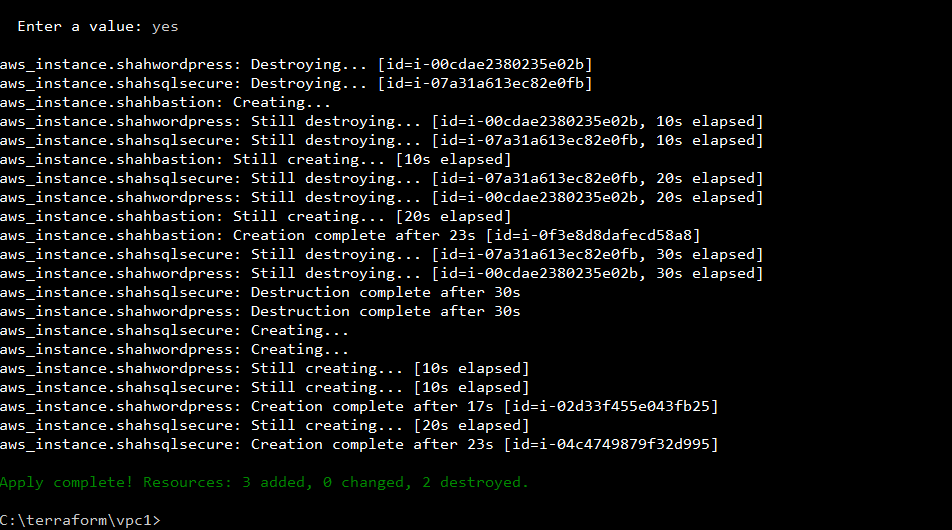 Enter a value: yes
aws_instance.shahwordpress: Destroying... [id=i-00cdae2380235e02b]
aws_instance.shahsqlsecure: Destroying... [id=i-07a31a613ec82e0fb]
aws_instance.shahbastion: Creating...
aws_instance.shahwordpress: Still destroying... [id=i-00cdae2380235e02b, 10s elapsed]
aws_instance.shahsqlsecure: Still destroying... [id=i-07a31a613ec82e0fb, 10s elapsed]
aws_instance.shahbastion: Still creating... [10s elapsed]
aws_instance.shahsqlsecure: Still destroying... [id=i-07a31a613ec82e0fb, 20s elapsed]
aws_instance.shahwordpress: Still destroying... [id=i-00cdae2380235e02b, 20s elapsed]
aws_instance.shahbastion: Still creating... [20s elapsed]
aws_instance.shahbastion: Creation complete after 23s [id=i-0f3e8d8dafecd58a8]
aws_instance.shahsqlsecure: Still destroying... [id=i-07a31a613ec82e0fb, 30s elapsed]
aws_instance.shahwordpress: Still destroying... [id=i-00cdae2380235e02b, 30s elapsed]
aws_instance.shahsqlsecure: Destruction complete after 30s
aws_instance.shahwordpress: Destruction complete after 30s
aws_instance.shahsqlsecure: Creating...
aws_instance.shahwordpress: Creating...
aws_instance.shahwordpress: Still creating... [10s elapsed]
aws_instance.shahsqlsecure: Still creating... [10s elapsed]
aws_instance.shahwordpress: Creation complete after 17s [id=i-02d33f455e043fb25]
aws_instance.shahsqlsecure: Still creating... [20s elapsed]
aws_instance.shahsqlsecure: Creation complete after 23s [id=i-04c4749879f32d995]
Apply complete! Resources: 3 added, 0 changed, 2 destroyed.
C:\terraform\vpc1>